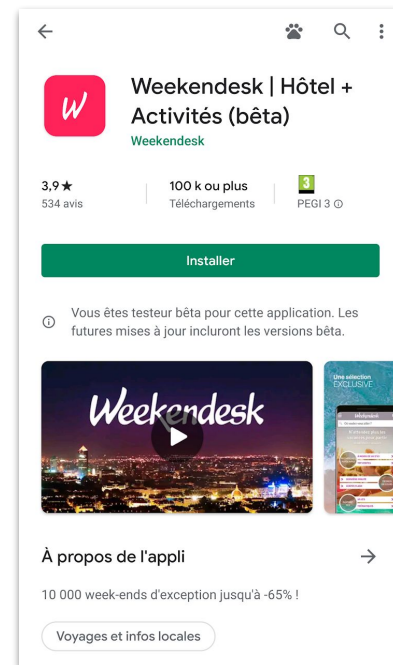 w
Weekendesk | Hôtel +
Activités (bêta)
Weekendesk
3,9★
534 avis
100 k ou plus
Téléchargements
3
PEGI 3
Installer
Vous êtes testeur bêta pour cette application. Les
futures mises à jour incluront les versions bêta.
Weekendesk
Une sélection
EXCLUSIVE
Weekendesk
À propos de l'appli
10 000 week-ends d'exception jusqu'à -65% !
Voyages et infos locales